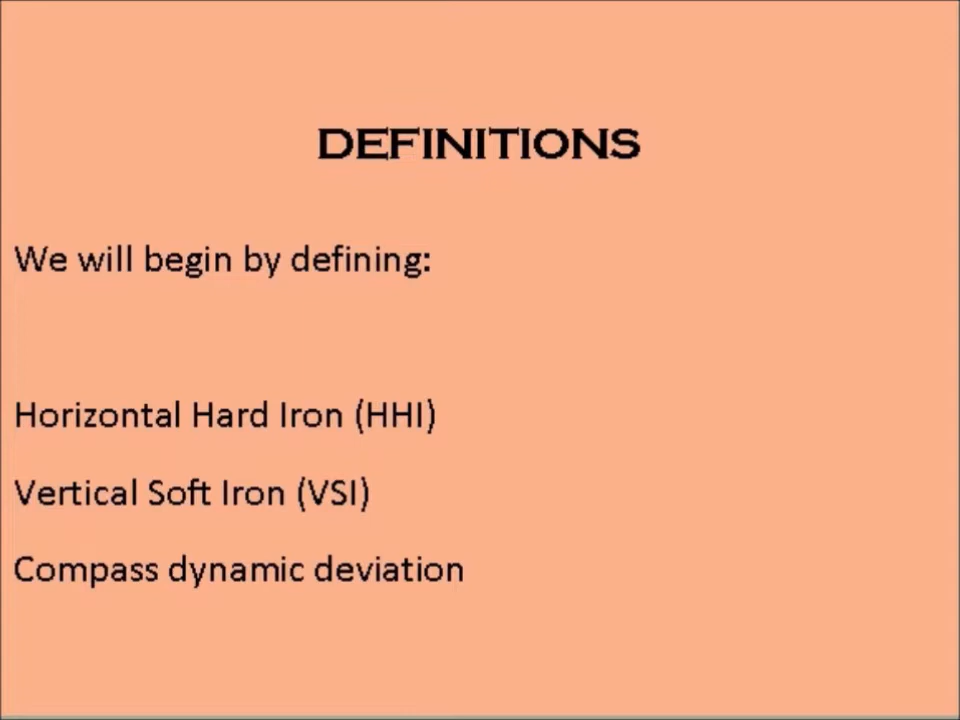 DEFINITIONS
We will begin by defining:
Horizontal Hard Iron (HHI)
Vertical Soft Iron (VSI)
Compass dynamic deviation